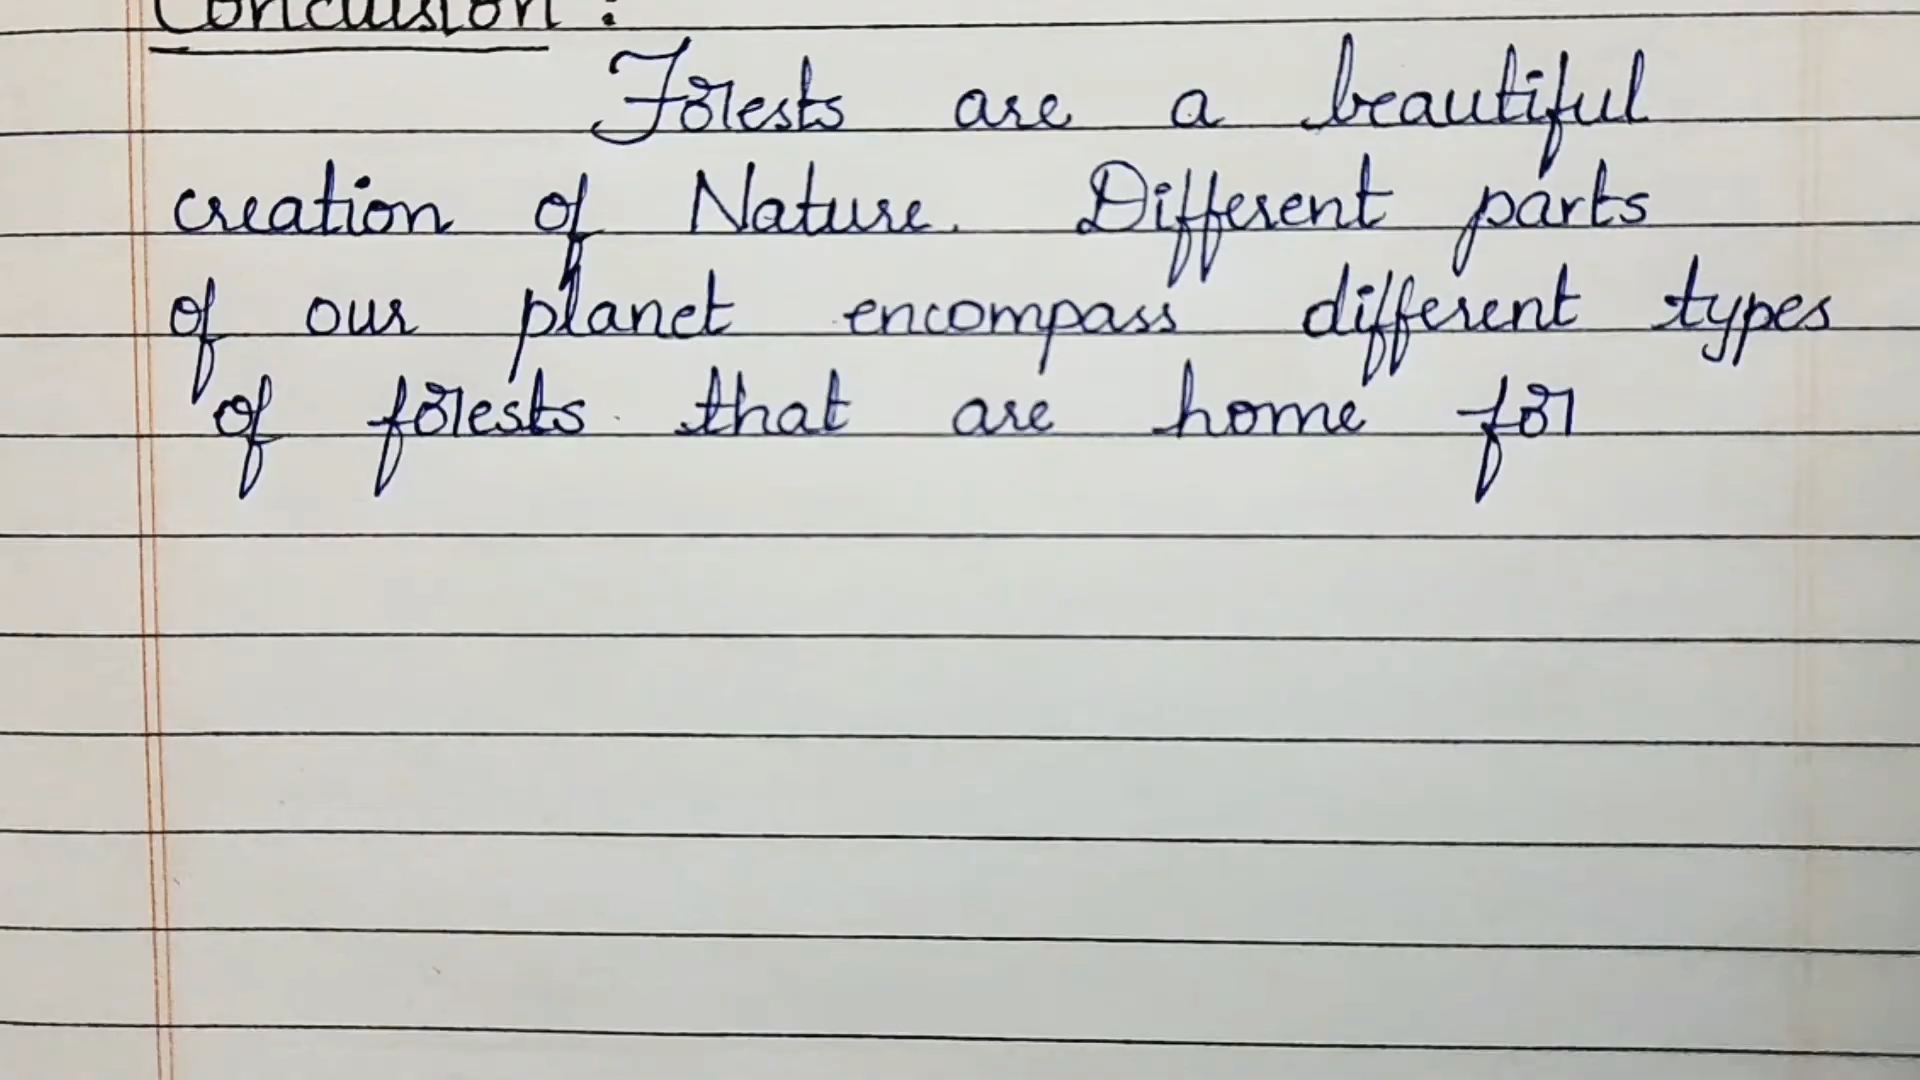 Conclusion :
Forests are a beautiful
creation of Nature. Different parts
of our planet encompass different types
of forests that are home for